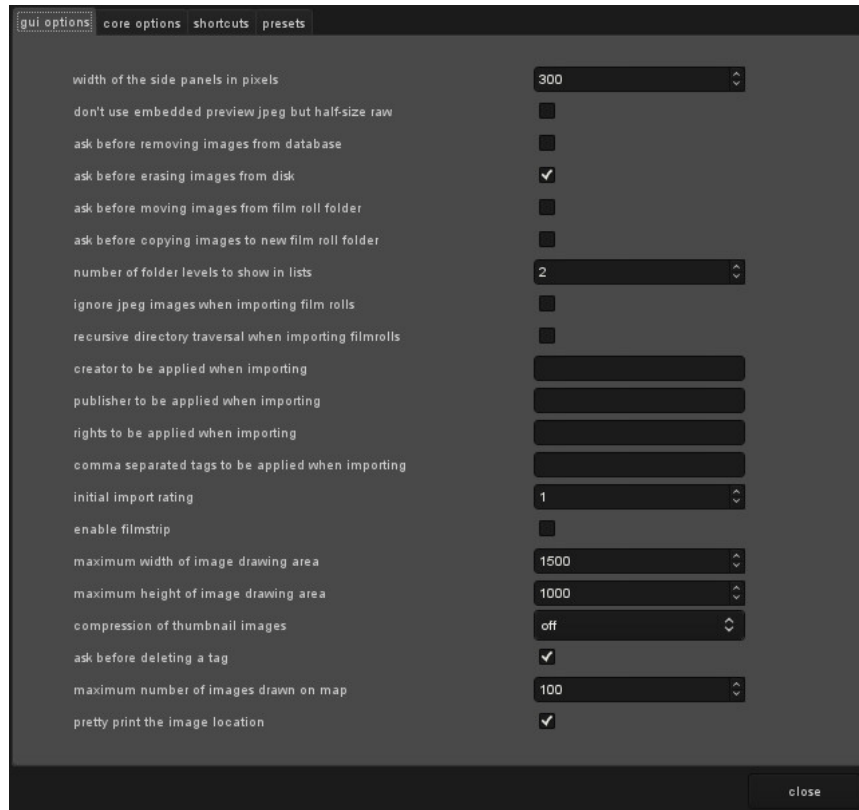 gui options core options shortcuts presets
width of the side panels in pixels 300
don't use embedded preview jpeg but half-size raw
ask before removing images from database
ask before erasing images from disk
ask before moving images from film roll folder
ask before copying images to new film roll folder
number of folder levels to show in lists 2
ignore jpeg images when importing film rolls
recursive directory traversal when importing filmrolls
creator to be applied when importing
publisher to be applied when importing
rights to be applied when importing
comma separated tags to be applied when importing
initial import rating 1
enable filmstrip
maximum width of image drawing area 1500
maximum height of image drawing area 1000
compression of thumbnail images off
ask before deleting a tag
maximum number of images drawn on map 100
pretty print the image location
close